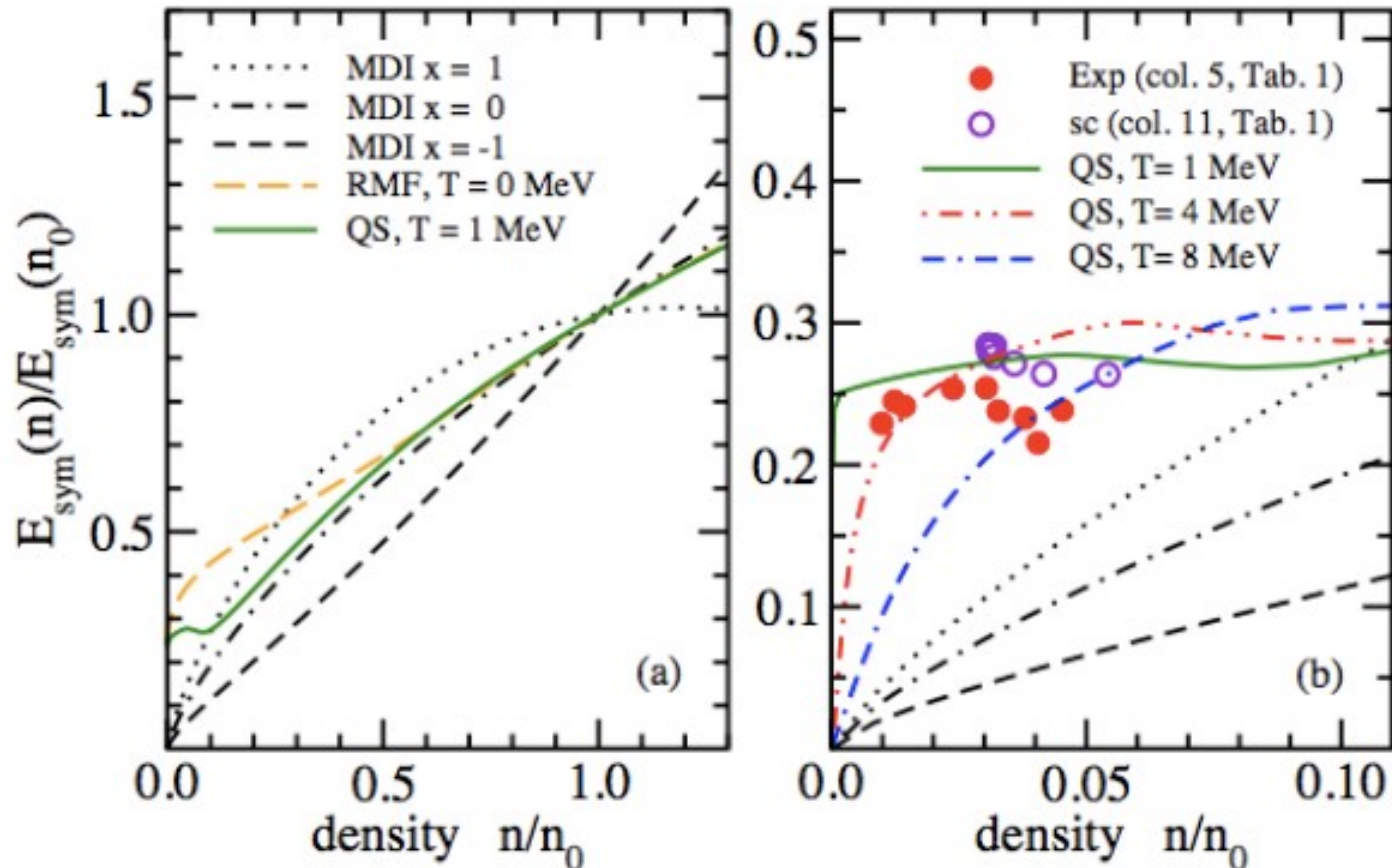 MDI x = 1
MDI x = 0
MDI x = -1
RMF, T = 0 MeV
QS, T = 1 MeV
1.5
1.0
0.5
E_sym(n)/E_sym(n_0)
(a)
0.0 0.5 1.0
density n/n_0
Exp (col. 5, Tab. 1)
sc (col. 11, Tab. 1)
QS, T= 1 MeV
QS, T= 4 MeV
QS, T= 8 MeV
0.5
0.4
0.3
0.2
0.1
(b)
0.0 0.05 0.10
density n/n_0